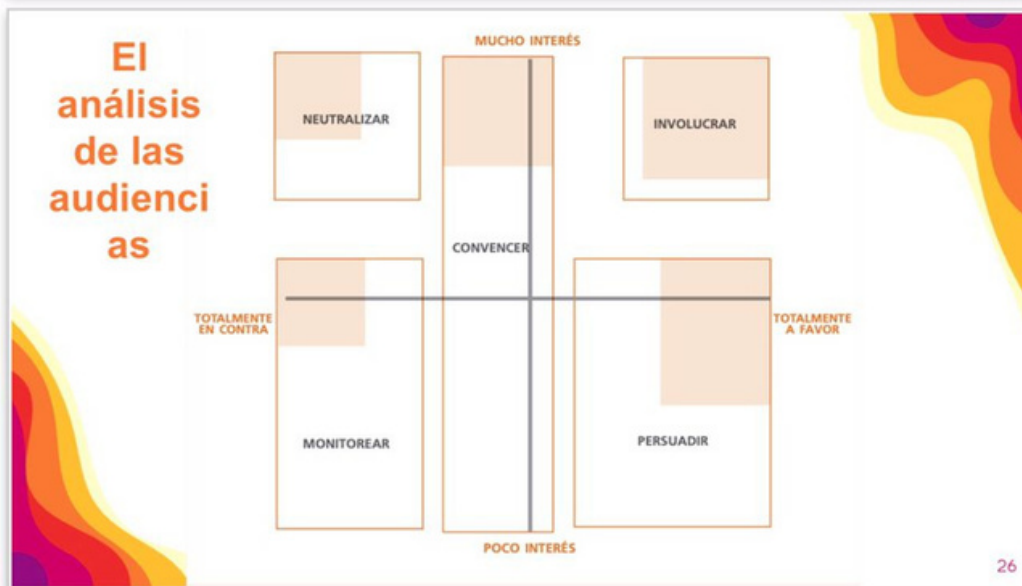 El
análisis
de las
audienci
as
MUCHO INTERÉS
NEUTRALIZAR
INVOLUCRAR
CONVENCER
TOTALMENTE
EN CONTRA
TOTALMENTE
A FAVOR
MONITOREAR
PERSUADIR
POCO INTERÉS
26